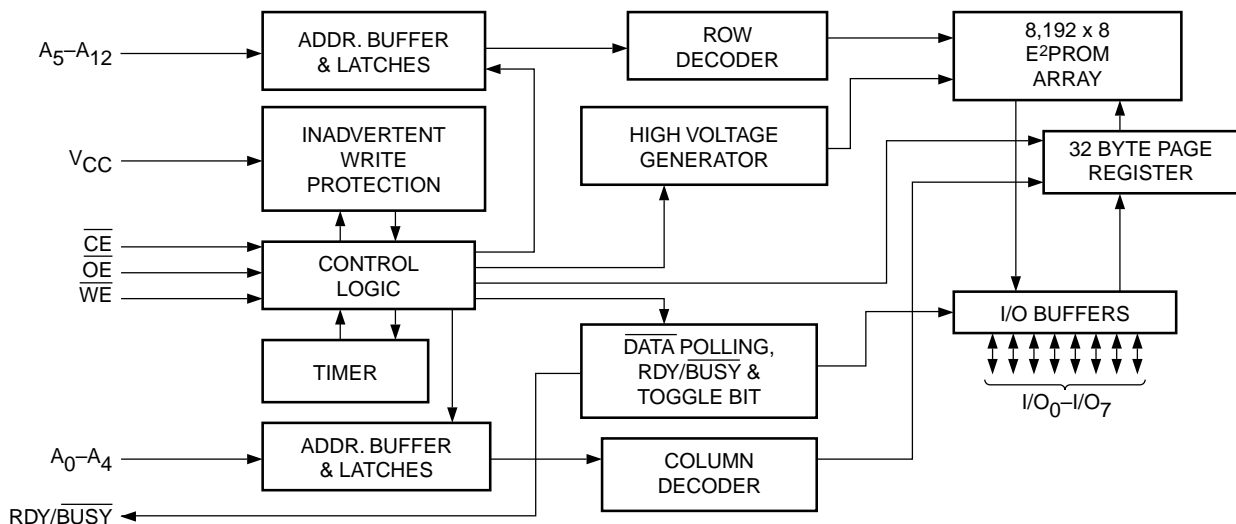 A5–A12
ADDR. BUFFER
& LATCHES
ROW
DECODER
8,192 x 8
E²PROM
ARRAY
VCC
INADVERTENT
WRITE
PROTECTION
HIGH VOLTAGE
GENERATOR
32 BYTE PAGE
REGISTER
CE
OE
WE
CONTROL
LOGIC
I/O BUFFERS
TIMER
DATA POLLING,
RDY/BUSY &
TOGGLE BIT
I/O0–I/O7
A0–A4
ADDR. BUFFER
& LATCHES
COLUMN
DECODER
RDY/BUSY